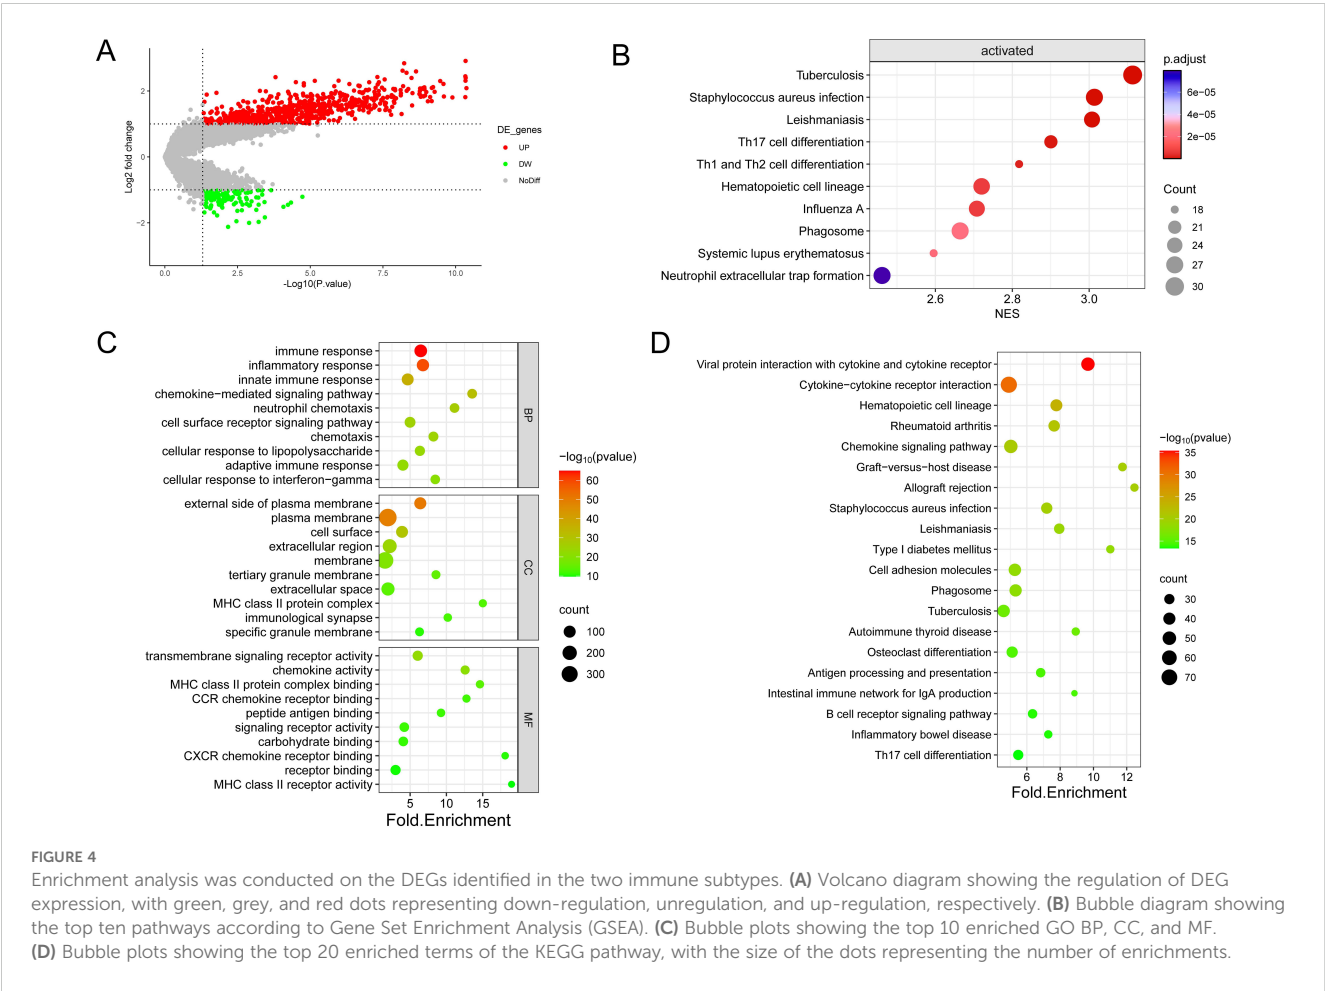 A
2
0
−2
Log2 fold change
0.0 2.5 5.0 7.5 10.0
-Log10(P.value)
DE_genes
UP
DW
NoDiff
B
activated
Tuberculosis
Staphylococcus aureus infection
Leishmaniasis
Th17 cell differentiation
Th1 and Th2 cell differentiation
Hematopoietic cell lineage
Influenza A
Phagosome
Systemic lupus erythematosus
Neutrophil extracellular trap formation
2.6 2.8 3.0
NES
p.adjust
6e−05
4e−05
2e−05
Count
18
21
24
27
30
C
immune response
inflammatory response
innate immune response
chemokine−mediated signaling pathway
neutrophil chemotaxis
cell surface receptor signaling pathway
chemotaxis
cellular response to lipopolysaccharide
adaptive immune response
cellular response to interferon−gamma
BP
external side of plasma membrane
plasma membrane
cell surface
extracellular region
membrane
tertiary granule membrane
extracellular space
MHC class II protein complex
immunological synapse
specific granule membrane
CC
transmembrane signaling receptor activity
chemokine activity
MHC class II protein complex binding
CCR chemokine receptor binding
peptide antigen binding
signaling receptor activity
carbohydrate binding
CXCR chemokine receptor binding
receptor binding
MHC class II receptor activity
MF
5 10 15
Fold.Enrichment
−log10(pvalue)
60
50
40
30
20
10
count
100
200
300
D
Viral protein interaction with cytokine and cytokine receptor
Cytokine−cytokine receptor interaction
Hematopoietic cell lineage
Rheumatoid arthritis
Chemokine signaling pathway
Graft−versus−host disease
Allograft rejection
Staphylococcus aureus infection
Leishmaniasis
Type I diabetes mellitus
Cell adhesion molecules
Phagosome
Tuberculosis
Autoimmune thyroid disease
Osteoclast differentiation
Antigen processing and presentation
Intestinal immune network for IgA production
B cell receptor signaling pathway
Inflammatory bowel disease
Th17 cell differentiation
6 8 10 12
Fold.Enrichment
−log10(pvalue)
35
30
25
20
15
count
30
40
50
60
70
FIGURE 4
Enrichment analysis was conducted on the DEGs identified in the two immune subtypes. (A) Volcano diagram showing the regulation of DEG
expression, with green, grey, and red dots representing down-regulation, unregulation, and up-regulation, respectively. (B) Bubble diagram showing
the top ten pathways according to Gene Set Enrichment Analysis (GSEA). (C) Bubble plots showing the top 10 enriched GO BP, CC, and MF.
(D) Bubble plots showing the top 20 enriched terms of the KEGG pathway, with the size of the dots representing the number of enrichments.